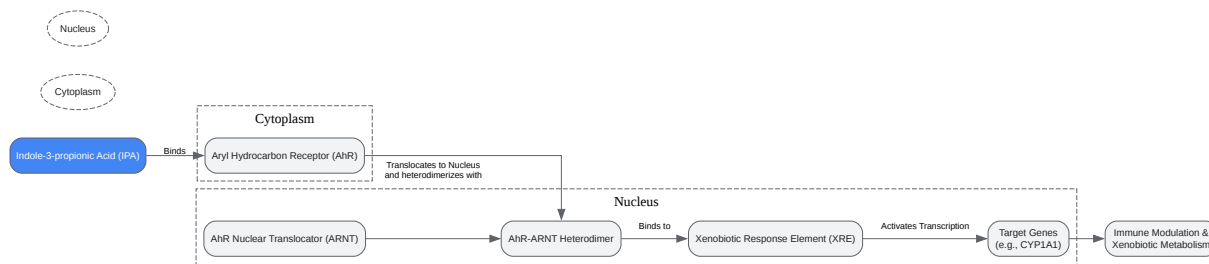 Nucleus
Cytoplasm
Cytoplasm
Indole-3-propionic Acid (IPA)
Binds
Aryl Hydrocarbon Receptor (AhR)
Translocates to Nucleus
and heterodimerizes with
Nucleus
AhR Nuclear Translocator (ARNT)
AhR-ARNT Heterodimer
Binds to
Xenobiotic Response Element (XRE)
Activates Transcription
Target Genes
(e.g., CYP1A1)
Immune Modulation &
Xenobiotic Metabolism